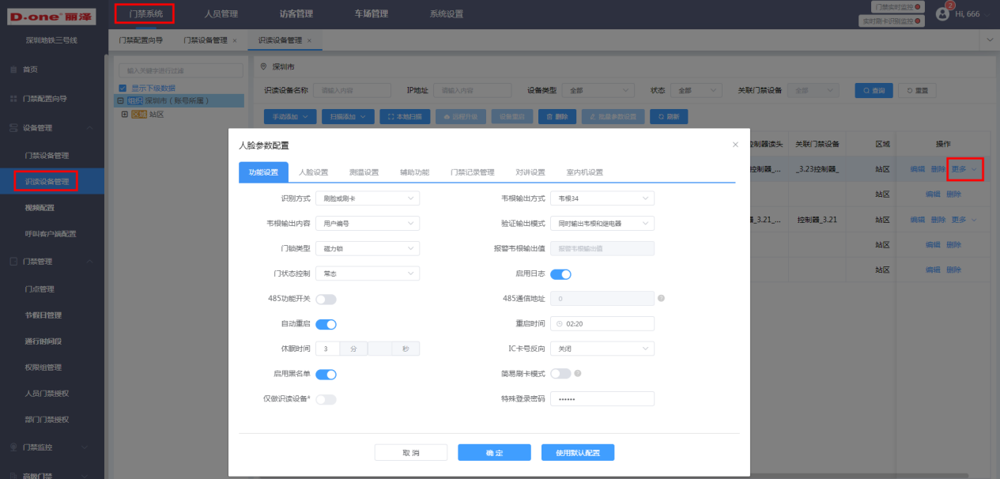 D.one® 丽泽
门禁系统 人员管理 访客管理 车场管理 系统设置
门禁实时监控
实时刷卡识别监控
2
Hi, 666
深圳地铁三号线
门禁配置向导 门禁设备管理 × 识读设备管理 ×
首页
门禁配置向导
设备管理
门禁设备管理
识读设备管理
视频配置
呼叫客户端配置
门禁管理
门点管理
节假日管理
通行时间段
权限组管理
人员门禁授权
部门门禁授权
门禁监控
高级门禁
输入关键字进行过滤
显示下级数据
组织 深圳市（账号所属）
区域 站区
深圳市
识读设备名称 请输入内容 IP地址 请输入内容 设备类型 全部 状态 全部 关联门禁设备 全部 查询 重置
手动添加 扫描添加 本地扫描 远程升级 设备重启 删除 批量参数设置 刷新
控制器读头 关联门禁设备 区域 操作
控制器_... _3.23控制器_ 站区 编辑 删除 更多
站区 编辑 删除
_3.21_... 控制器_3.21 站区 编辑 删除 更多
站区 编辑 删除
站区 编辑 删除
人脸参数配置 ×
功能设置 人脸设置 测温设置 辅助功能 门禁记录管理 对讲设置 室内机设置
识别方式 刷脸或刷卡 韦根输出方式 韦根34
韦根输出内容 用户编号 验证输出模式 同时输出韦根和继电器
门锁类型 磁力锁 报警韦根输出值 报警韦根输出值
门状态控制 常态 启用日志
485功能开关 485通信地址 0
自动重启 重启时间 02:20
休眠时间 3 分 秒 IC卡号反向 关闭
启用黑名单 简易刷卡模式
仅做识读设备* 特殊登录密码 ••••••
取消 确定 使用默认配置